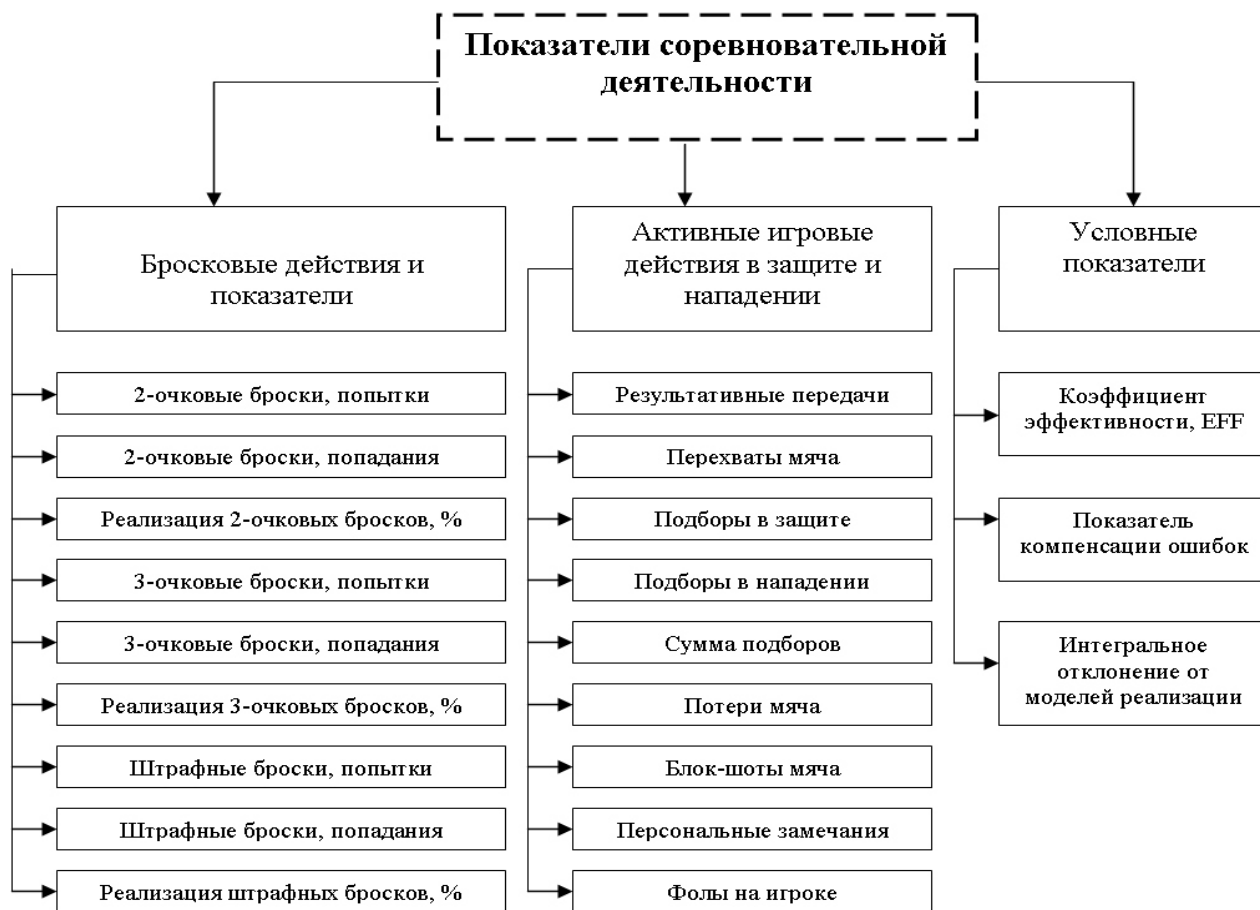 Показатели соревновательной
деятельности
Бросковые действия и
показатели
2-очковые броски, попытки
2-очковые броски, попадания
Реализация 2-очковых бросков, %
3-очковые броски, попытки
3-очковые броски, попадания
Реализация 3-очковых бросков, %
Штрафные броски, попытки
Штрафные броски, попадания
Реализация штрафных бросков, %
Активные игровые
действия в защите и
нападении
Результативные передачи
Перехваты мяча
Подборы в защите
Подборы в нападении
Сумма подборов
Потери мяча
Блок-шоты мяча
Персональные замечания
Фолы на игроке
Условные
показатели
Коэффициент
эффективности, EFF
Показатель
компенсации ошибок
Интегральное
отклонение от
моделей реализации